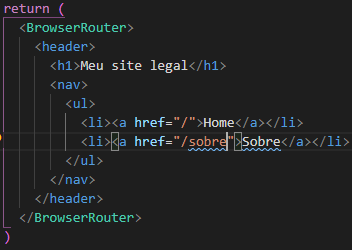 return (
<BrowserRouter>
<header>
<h1>Meu site legal</h1>
<nav>
<ul>
<li><a href="/">Home</a></li>
<li><a href="/sobre">Sobre</a></li>
</ul>
</nav>
</header>
</BrowserRouter>
)